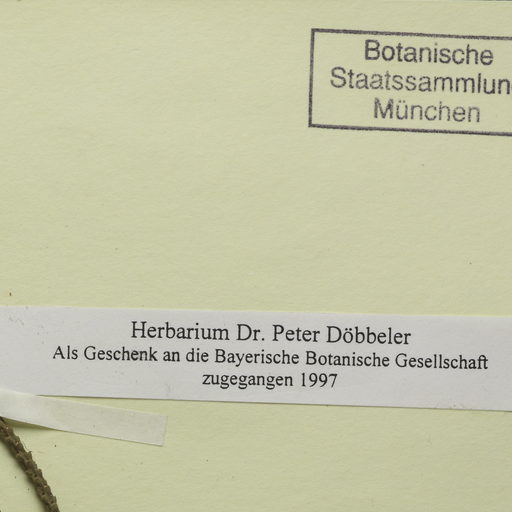 Botanische
Staatssammlun
München
Herbarium Dr. Peter Döbbeler
Als Geschenk an die Bayerische Botanische Gesellschaft
zugegangen 1997